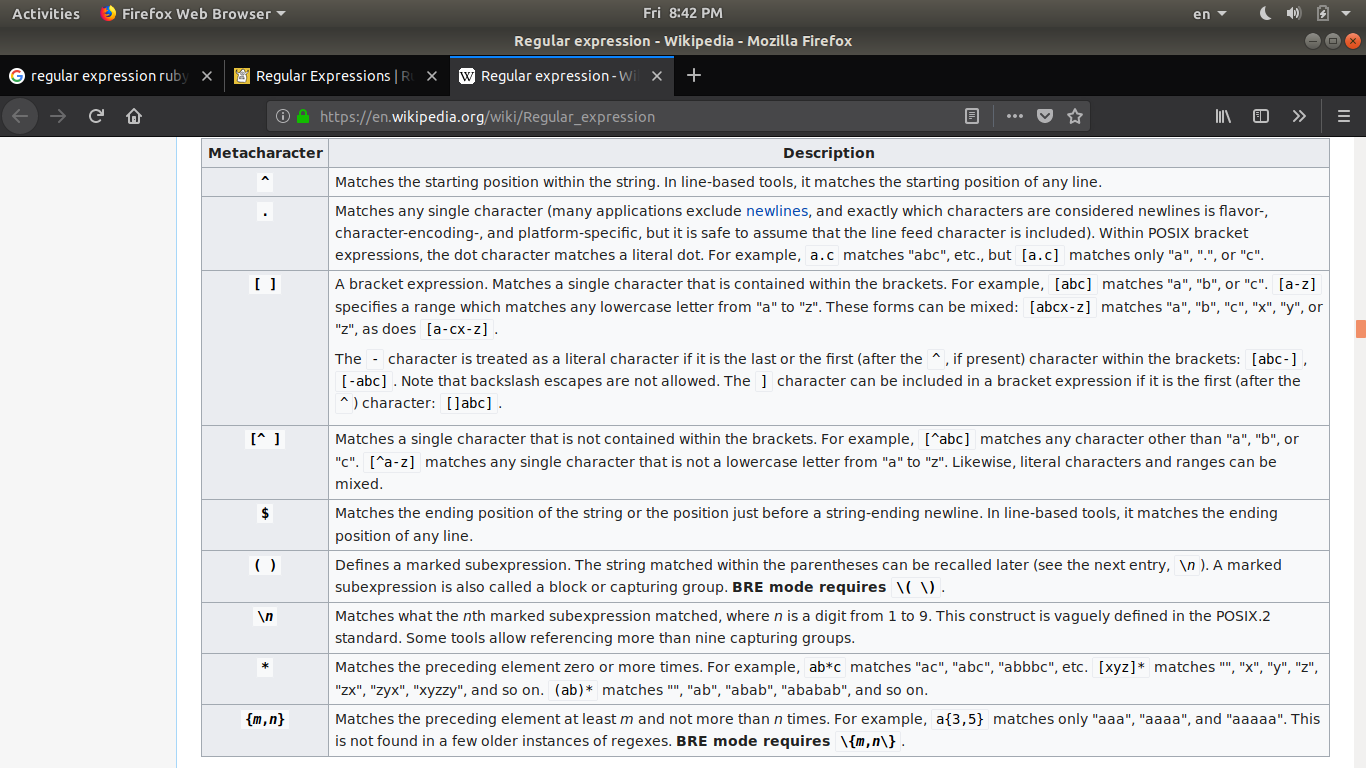 Activities Firefox Web Browser Fri 8:42 PM en
Regular expression - Wikipedia - Mozilla Firefox
regular expression ruby Regular Expressions | Ru Regular expression - Wi
https://en.wikipedia.org/wiki/Regular_expression
Metacharacter Description
^ Matches the starting position within the string. In line-based tools, it matches the starting position of any line.
. Matches any single character (many applications exclude newlines, and exactly which characters are considered newlines is flavor-,
character-encoding-, and platform-specific, but it is safe to assume that the line feed character is included). Within POSIX bracket
expressions, the dot character matches a literal dot. For example, a.c matches "abc", etc., but [a.c] matches only "a", ".", or "c".
[ ] A bracket expression. Matches a single character that is contained within the brackets. For example, [abc] matches "a", "b", or "c". [a-z]
specifies a range which matches any lowercase letter from "a" to "z". These forms can be mixed: [abcx-z] matches "a", "b", "c", "x", "y", or
"z", as does [a-cx-z].
The - character is treated as a literal character if it is the last or the first (after the ^, if present) character within the brackets: [abc-],
[-abc]. Note that backslash escapes are not allowed. The ] character can be included in a bracket expression if it is the first (after the
^) character: []abc].
[^ ] Matches a single character that is not contained within the brackets. For example, [^abc] matches any character other than "a", "b", or
"c". [^a-z] matches any single character that is not a lowercase letter from "a" to "z". Likewise, literal characters and ranges can be
mixed.
$ Matches the ending position of the string or the position just before a string-ending newline. In line-based tools, it matches the ending
position of any line.
( ) Defines a marked subexpression. The string matched within the parentheses can be recalled later (see the next entry, \n). A marked
subexpression is also called a block or capturing group. BRE mode requires \( \).
\n Matches what the nth marked subexpression matched, where n is a digit from 1 to 9. This construct is vaguely defined in the POSIX.2
standard. Some tools allow referencing more than nine capturing groups.
* Matches the preceding element zero or more times. For example, ab*c matches "ac", "abc", "abbbc", etc. [xyz]* matches "", "x", "y", "z",
"zx", "zyx", "xyzzy", and so on. (ab)* matches "", "ab", "abab", "ababab", and so on.
{m,n} Matches the preceding element at least m and not more than n times. For example, a{3,5} matches only "aaa", "aaaa", and "aaaaa". This
is not found in a few older instances of regexes. BRE mode requires \{m,n\}.